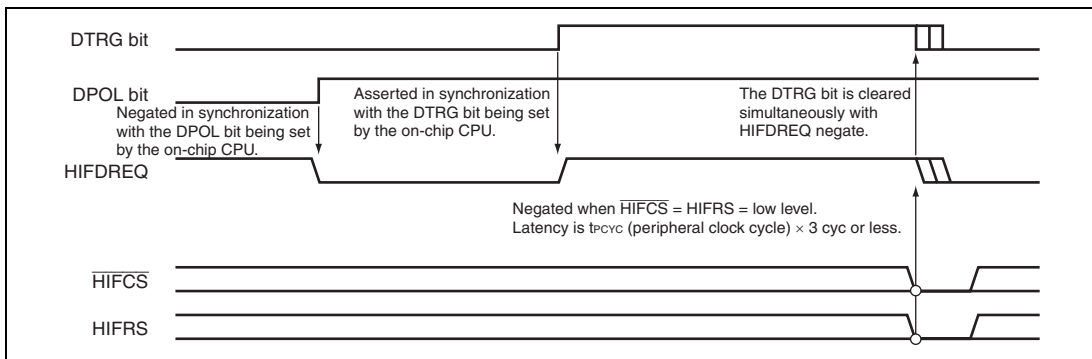 DTRG bit
DPOL bit
Negated in synchronization
with the DPOL bit being set
by the on-chip CPU.
Asserted in synchronization
with the DTRG bit being set
by the on-chip CPU.
The DTRG bit is cleared
simultaneously with
HIFDREQ negate.
HIFDREQ
Negated when HIFCS = HIFRS = low level.
Latency is tPCYC (peripheral clock cycle) × 3 cyc or less.
HIFCS
HIFRS